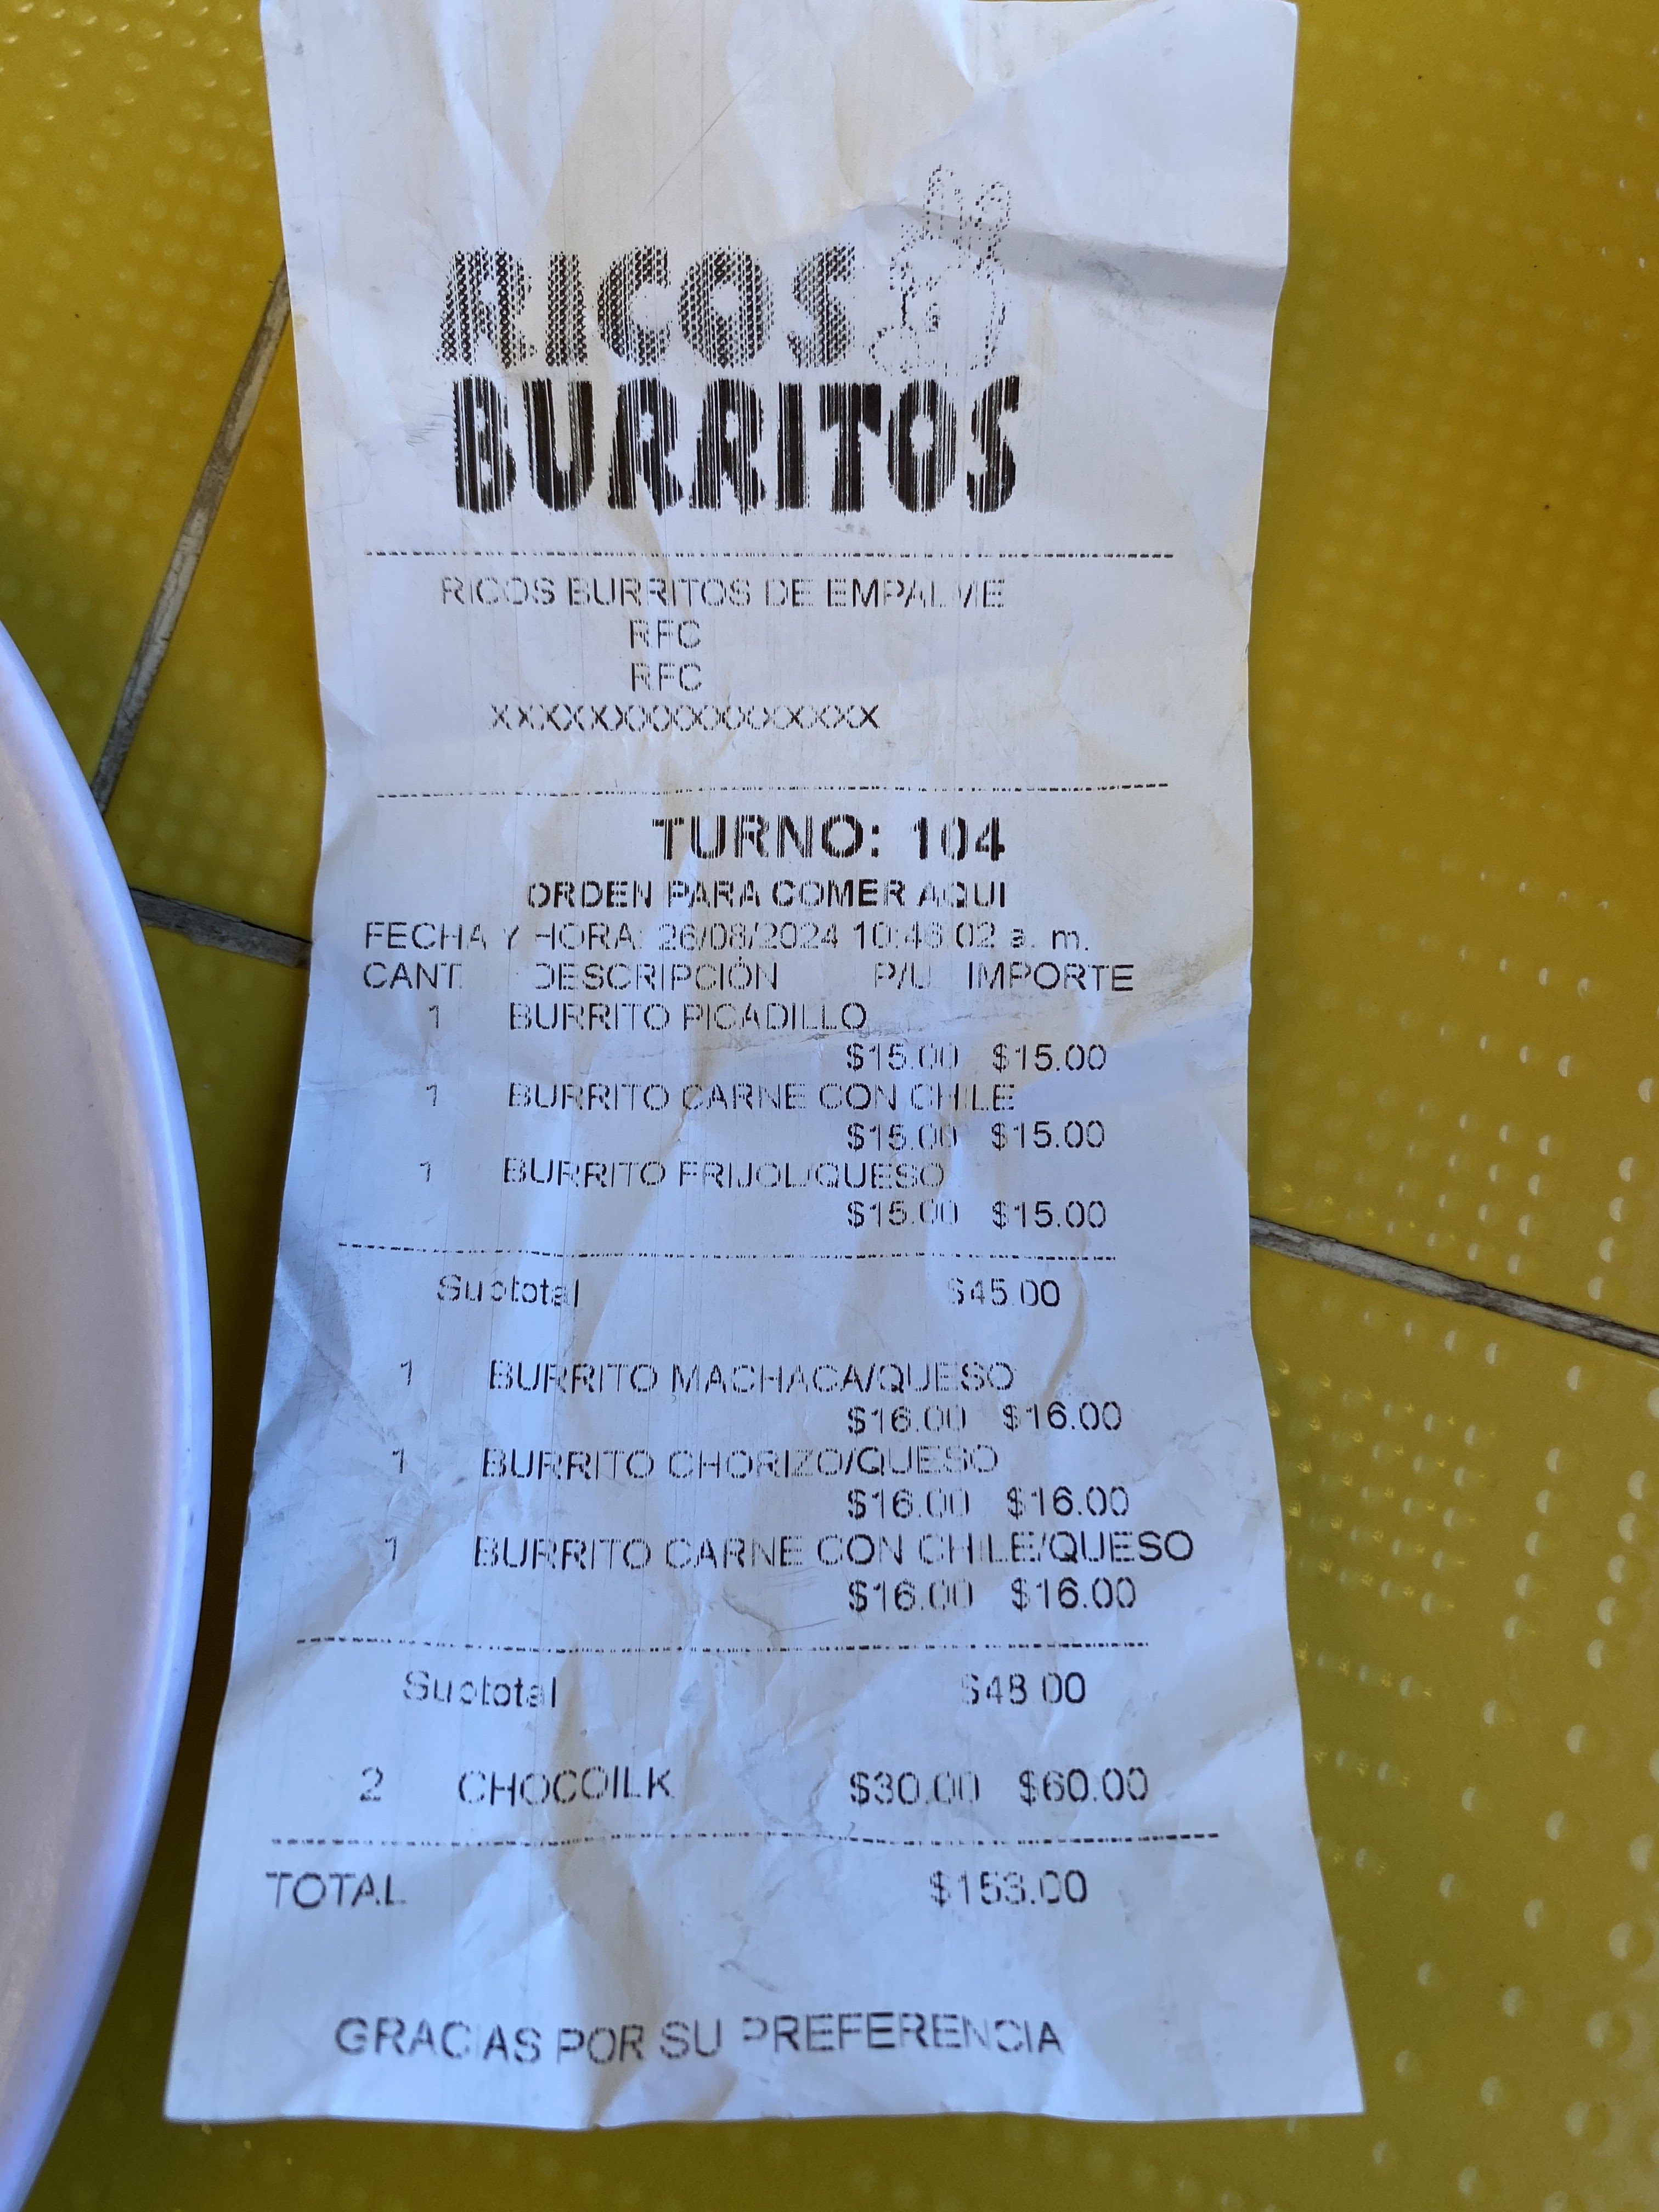 RICOS
BURRITOS
RICOS BURRITOS DE EMPALME
RFC
RFC
TURNO: 104
ORDEN PARA COMER AQUI
FECHA Y HORA: 26/08/2024 10:46:02 a. m.
CANT. DESCRIPCIÓN P/U IMPORTE
1 BURRITO PICADILLO
$15.00 $15.00
1 BURRITO CARNE CON CHILE
$15.00 $15.00
1 BURRITO FRIJOL/QUESO
$15.00 $15.00
Subtotal $45.00
1 BURRITO MACHACA/QUESO
$16.00 $16.00
1 BURRITO CHORIZO/QUESO
$16.00 $16.00
1 BURRITO CARNE CON CHILE/QUESO
$16.00 $16.00
Subtotal $48.00
2 CHOCOILK $30.00 $60.00
TOTAL $153.00
GRACIAS POR SU PREFERENCIA